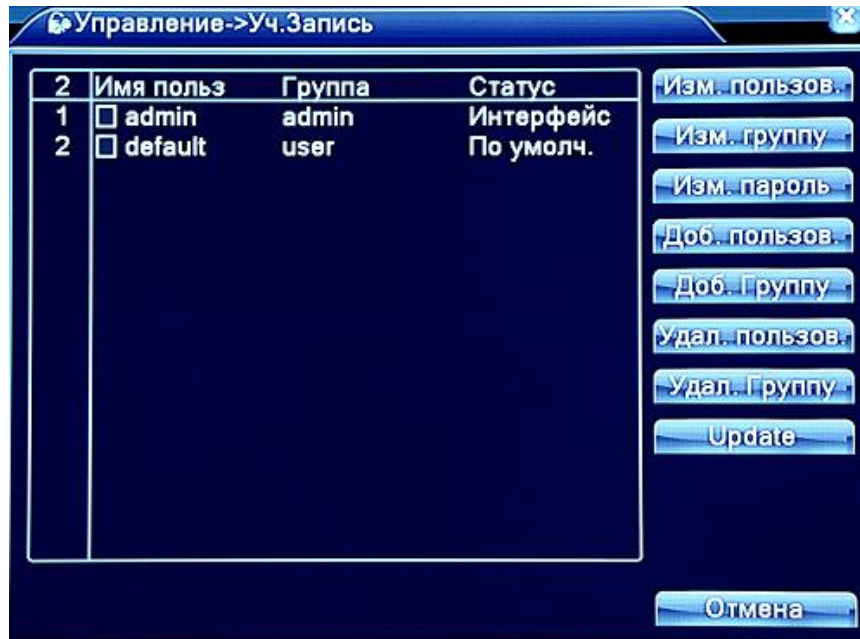 Управление->Уч.Запись
2 Имя польз Группа Статус
1 admin admin Интерфейс
2 default user По умолч.
Изм. пользов.
Изм. группу
Изм. пароль
Доб. пользов.
Доб. Группу
Удал. пользов.
Удал. Группу
Update
Отмена